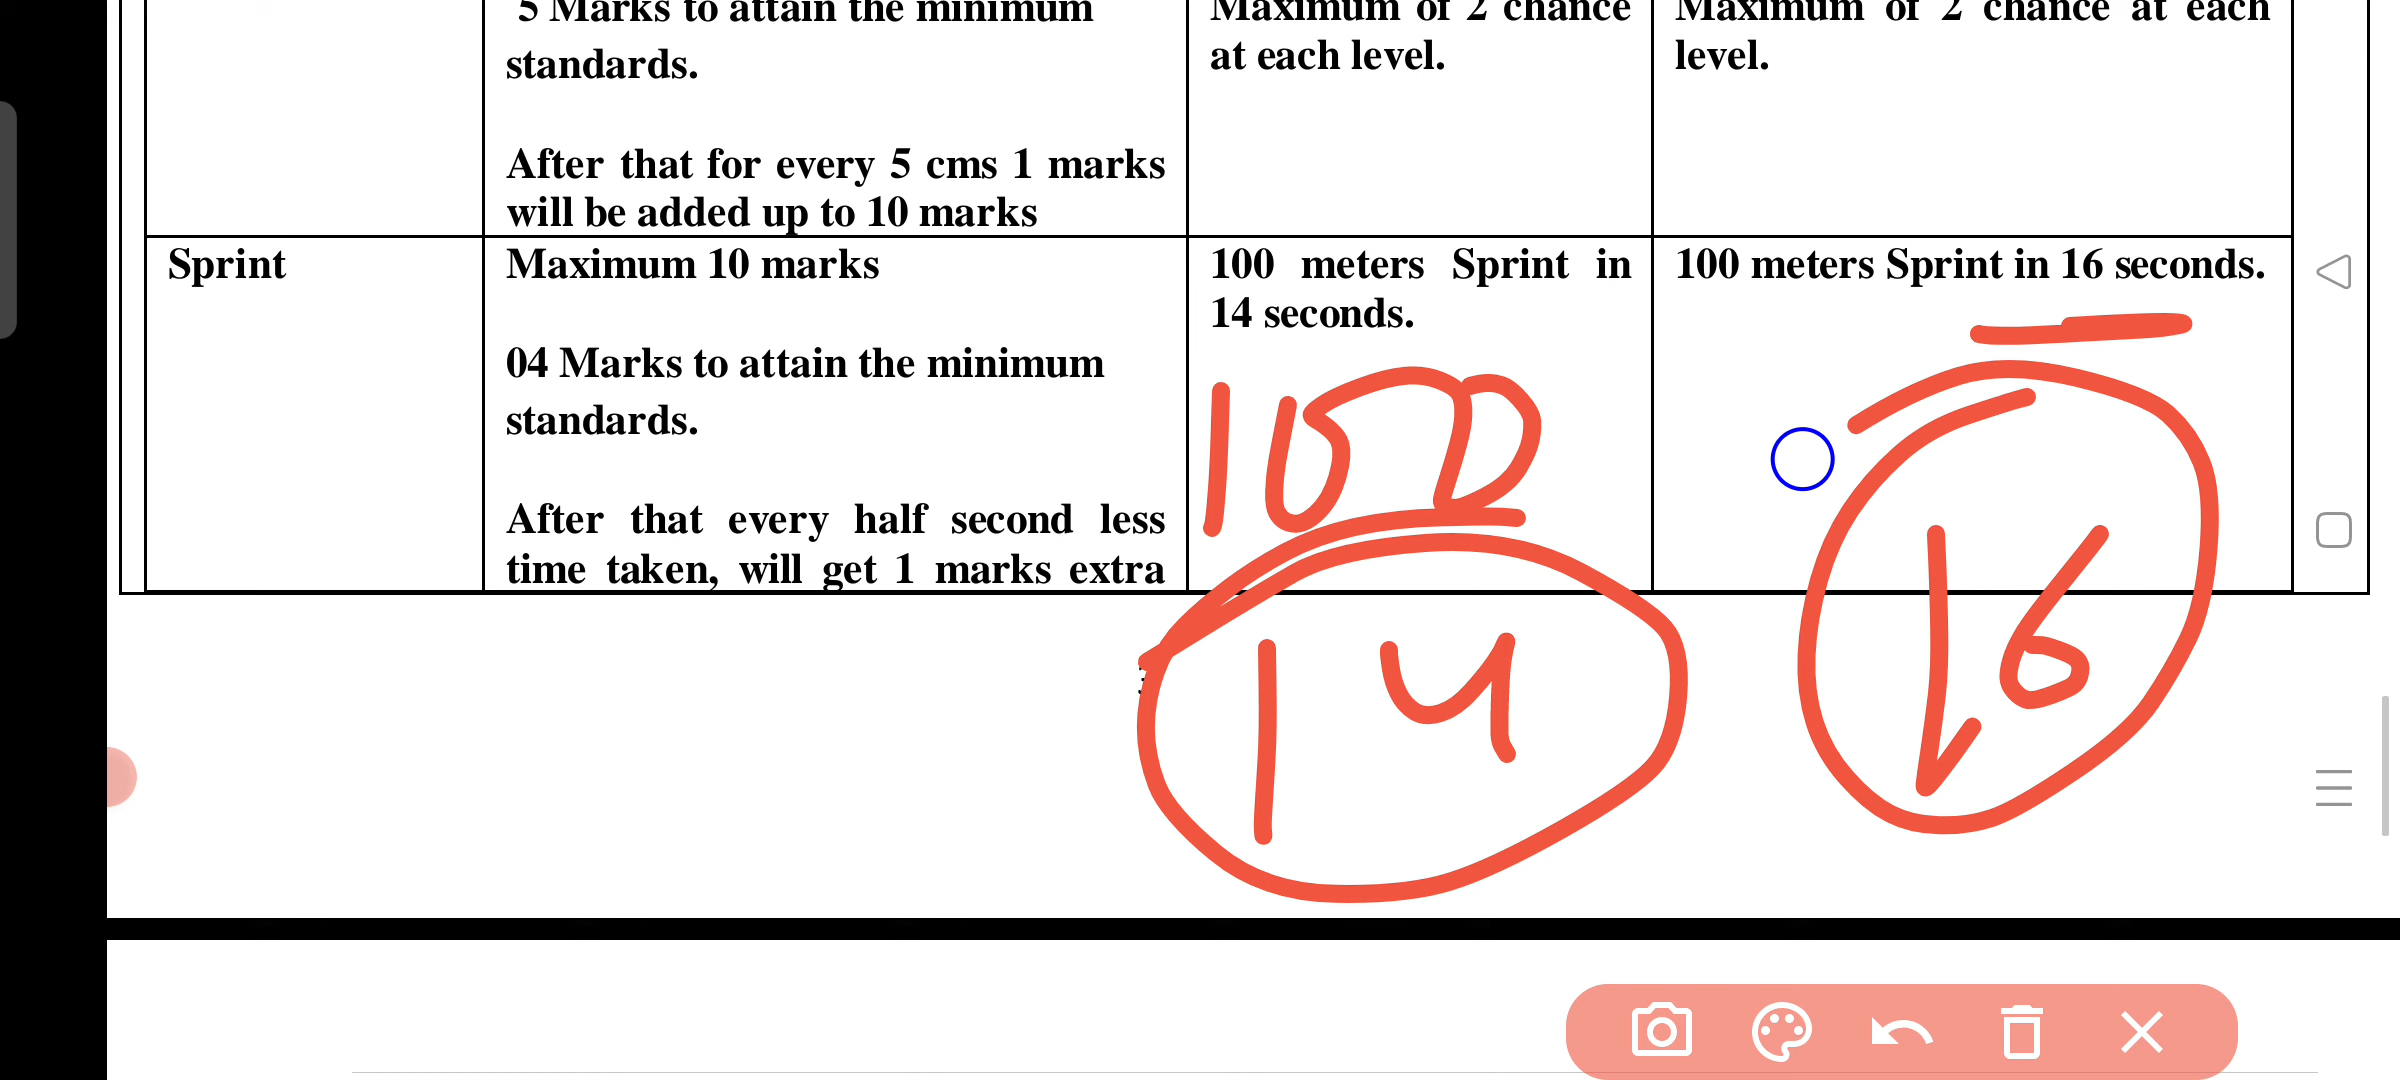 5 Marks to attain the minimum
standards.
After that for every 5 cms 1 marks
will be added up to 10 marks
Maximum of 2 chance
at each level.
Maximum of 2 chance at each
level.
Sprint
Maximum 10 marks
04 Marks to attain the minimum
standards.
After that every half second less
time taken, will get 1 marks extra
100 meters Sprint in
14 seconds.
100 meters Sprint in 16 seconds.
100
14
16